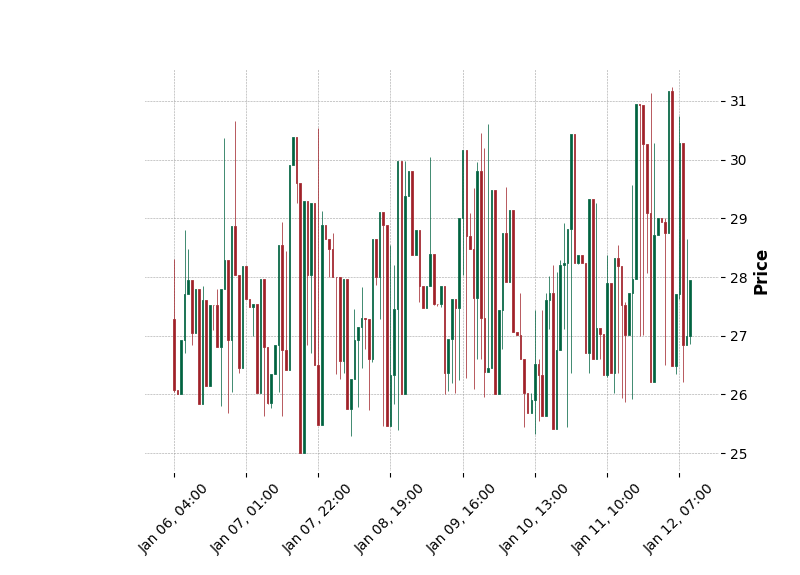 31
30
29
28
27
26
25
Price
Jan 06, 04:00
Jan 07, 01:00
Jan 07, 22:00
Jan 08, 19:00
Jan 09, 16:00
Jan 10, 13:00
Jan 11, 10:00
Jan 12, 07:00